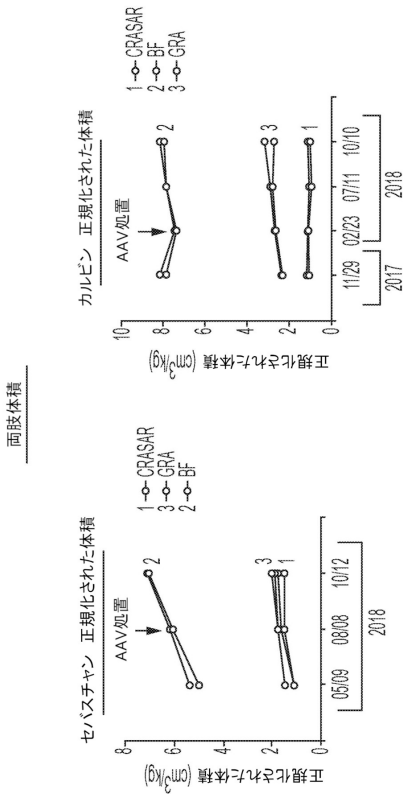 両肢体積
セバスチャン 正規化された体積
AAV処置
1 CRASAR
3 GRA
2 BF
正規化された体積 (cm³/kg)
8
6
4
2
0
2
3
1
05/09 08/08 10/12
2018
カルビン 正規化された体積
AAV処置
1 CRASAR
2 BF
3 GRA
正規化された体積 (cm³/kg)
10
8
6
4
2
0
2
3
1
11/29 02/23 07/11 10/10
2017 2018